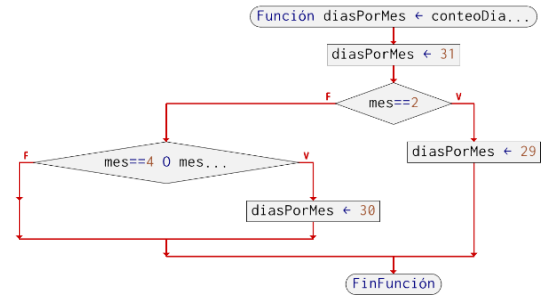 Función diasPorMes ← conteoDia...
diasPorMes ← 31
F
mes==2
V
F
mes==4 O mes...
V
diasPorMes ← 29
diasPorMes ← 30
FinFunción